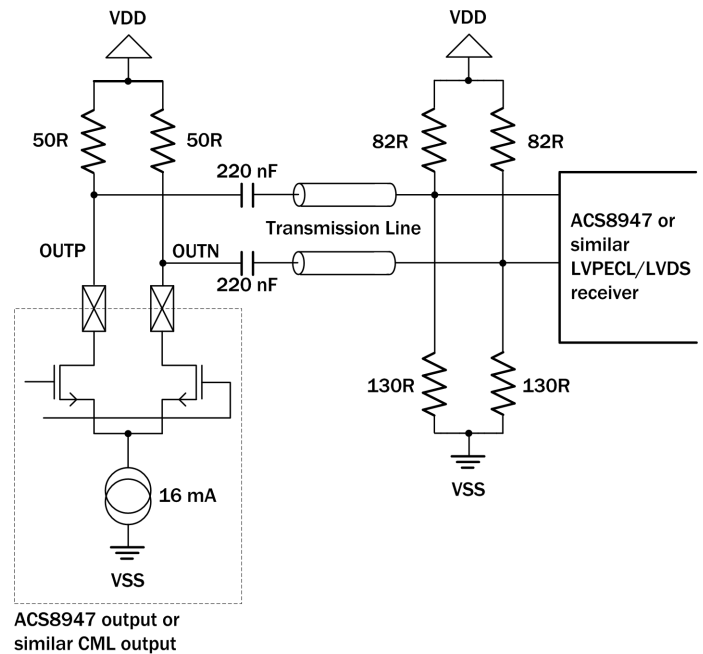 VDD
VDD
50R
50R
82R
82R
220 nF
Transmission Line
OUTP
OUTN
220 nF
ACS8947 or
similar
LVPECL/LVDS
receiver
130R
130R
16 mA
VSS
VSS
ACS8947 output or
similar CML output